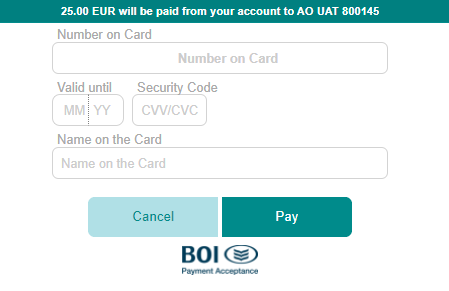 25.00 EUR will be paid from your account to AO UAT 800145
Number on Card
Number on Card
Valid until Security Code
MM YY CVV/CVC
Name on the Card
Name on the Card
Cancel Pay
BOI
Payment Acceptance